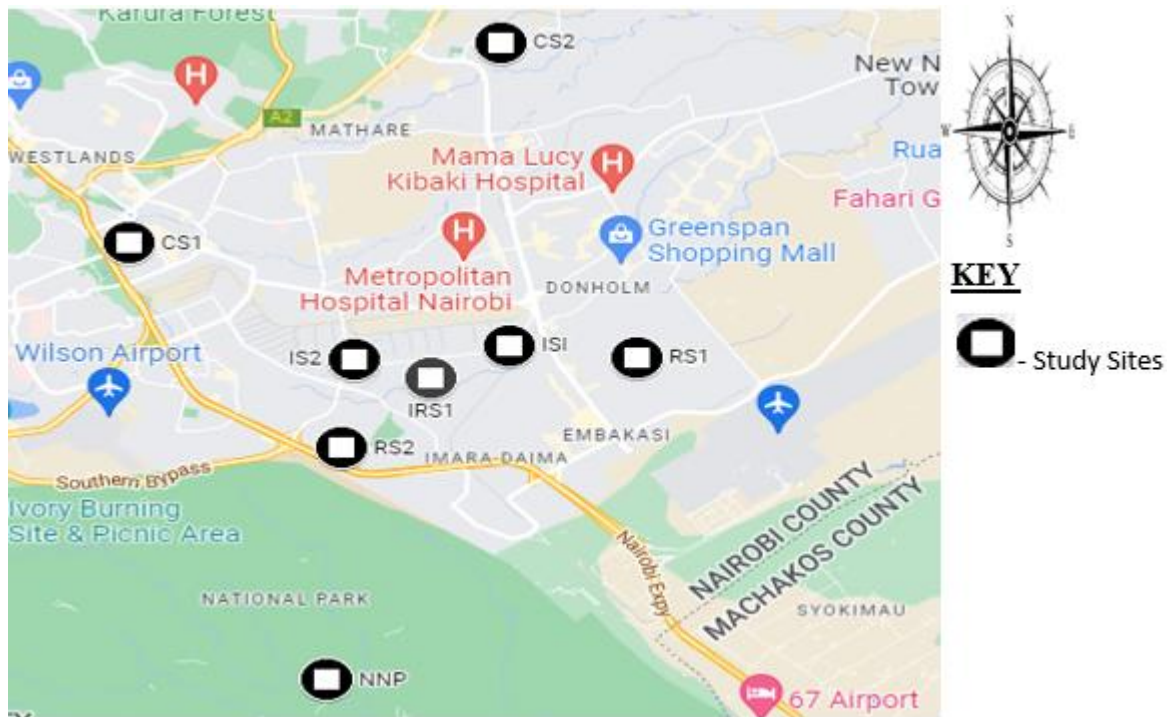 Karura Forest
CS2
N
New N
Tow
A2
MATHARE
W
E
WESTLANDS
Mama Lucy
Kibaki Hospital
Rua
Fahari G
CS1
Greenspan
Shopping Mall
S
Metropolitan
Hospital Nairobi
DONHOLM
KEY
Wilson Airport
IS2
ISI
RS1
- Study Sites
IRS1
RS2
IMARA DAIMA
EMBAKASI
Southern Bypass
Ivory Burning
Site & Picnic Area
Nairobi Expy
NAIROBI COUNTY
MACHAKOS COUNTY
NATIONAL PARK
SYOKIMAU
NNP
67 Airport